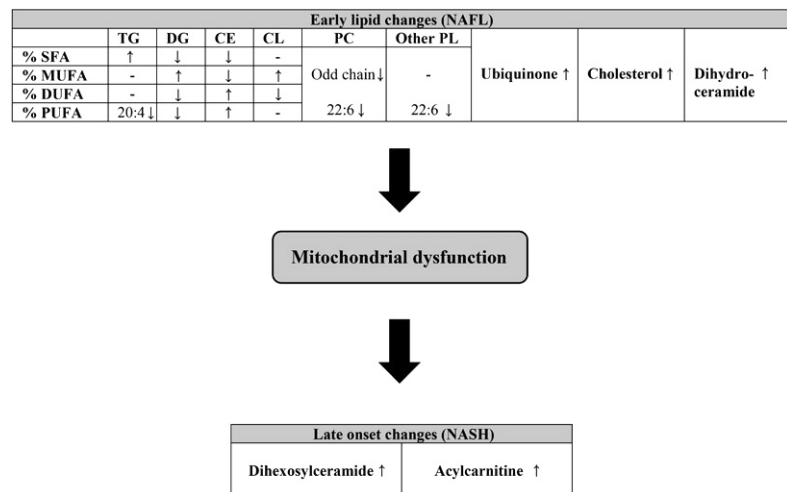 Early lipid changes (NAFL)
TG DG CE CL PC Other PL
% SFA ↑ ↓ ↓ -
% MUFA - ↑ ↓ ↑ Odd chain↓ - Ubiquinone ↑ Cholesterol ↑ Dihydro- ↑
ceramide
% DUFA - ↓ ↑ ↓
% PUFA 20:4↓ ↓ ↑ - 22:6 ↓ 22:6 ↓
Mitochondrial dysfunction
Late onset changes (NASH)
Dihexosylceramide ↑ Acylcarnitine ↑